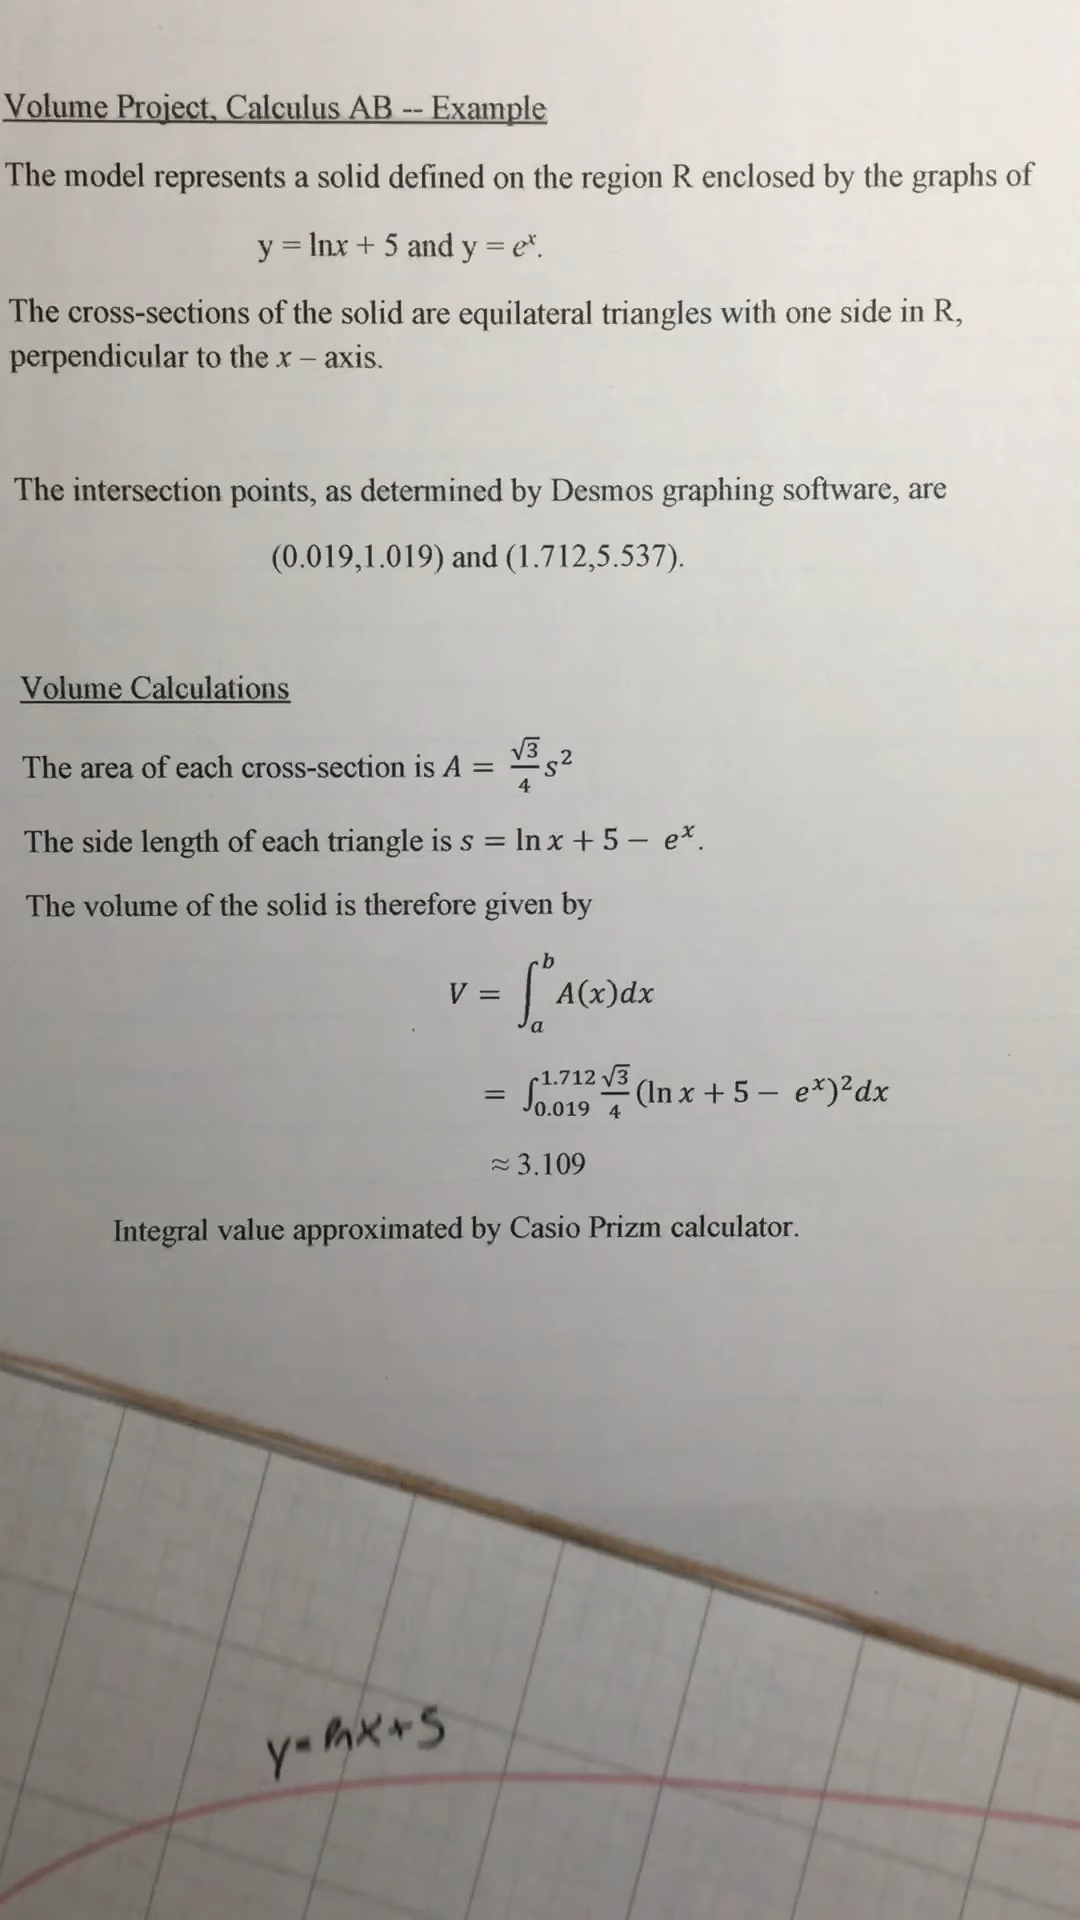 Volume Project, Calculus AB -- Example
The model represents a solid defined on the region R enclosed by the graphs of
y = lnx + 5 and y = eˣ.
The cross-sections of the solid are equilateral triangles with one side in R,
perpendicular to the x – axis.
The intersection points, as determined by Desmos graphing software, are
(0.019,1.019) and (1.712,5.537).
Volume Calculations
The area of each cross-section is A = √3/4 s²
The side length of each triangle is s = ln x + 5 − eˣ.
The volume of the solid is therefore given by
V = ∫ₐᵇ A(x)dx
= ∫_0.019^1.712 √3/4 (ln x + 5 − eˣ)²dx
≈ 3.109
Integral value approximated by Casio Prizm calculator.
y=lnx+5